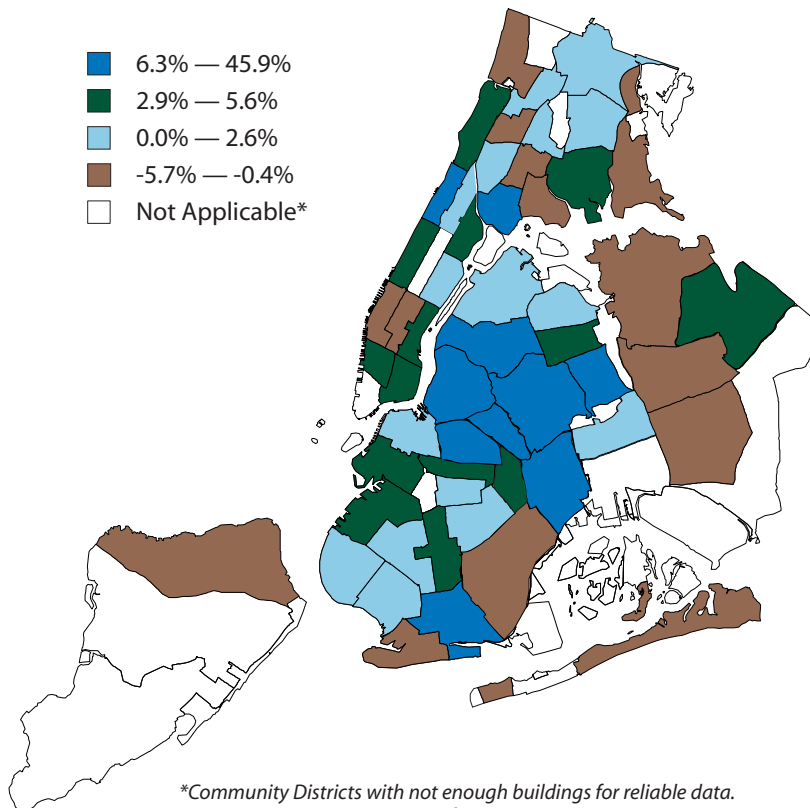 6.3% — 45.9%
2.9% — 5.6%
0.0% — 2.6%
-5.7% — -0.4%
Not Applicable*
*Community Districts with not enough buildings for reliable data.